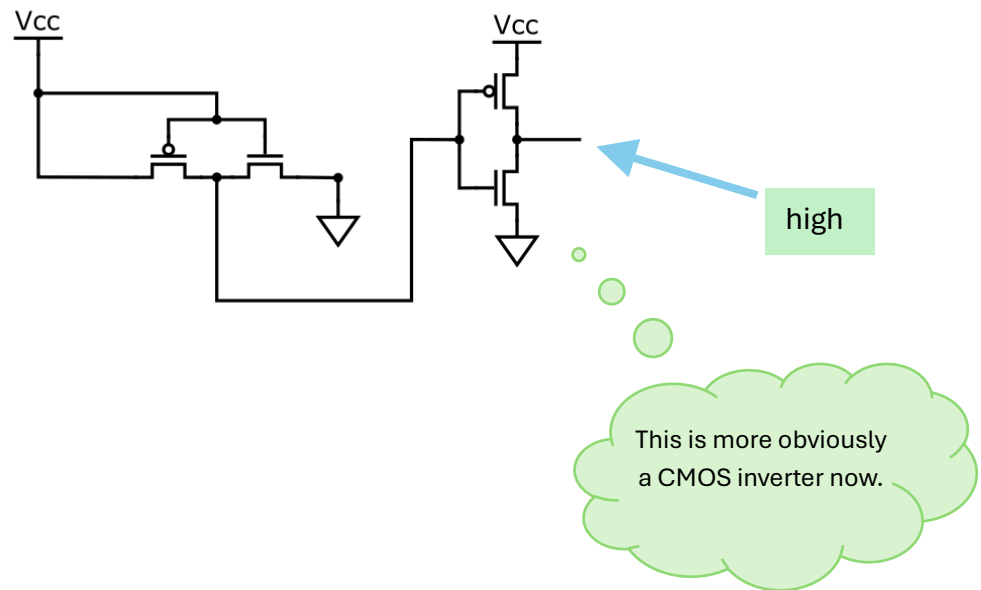 Vcc
Vcc
high
This is more obviously
a CMOS inverter now.